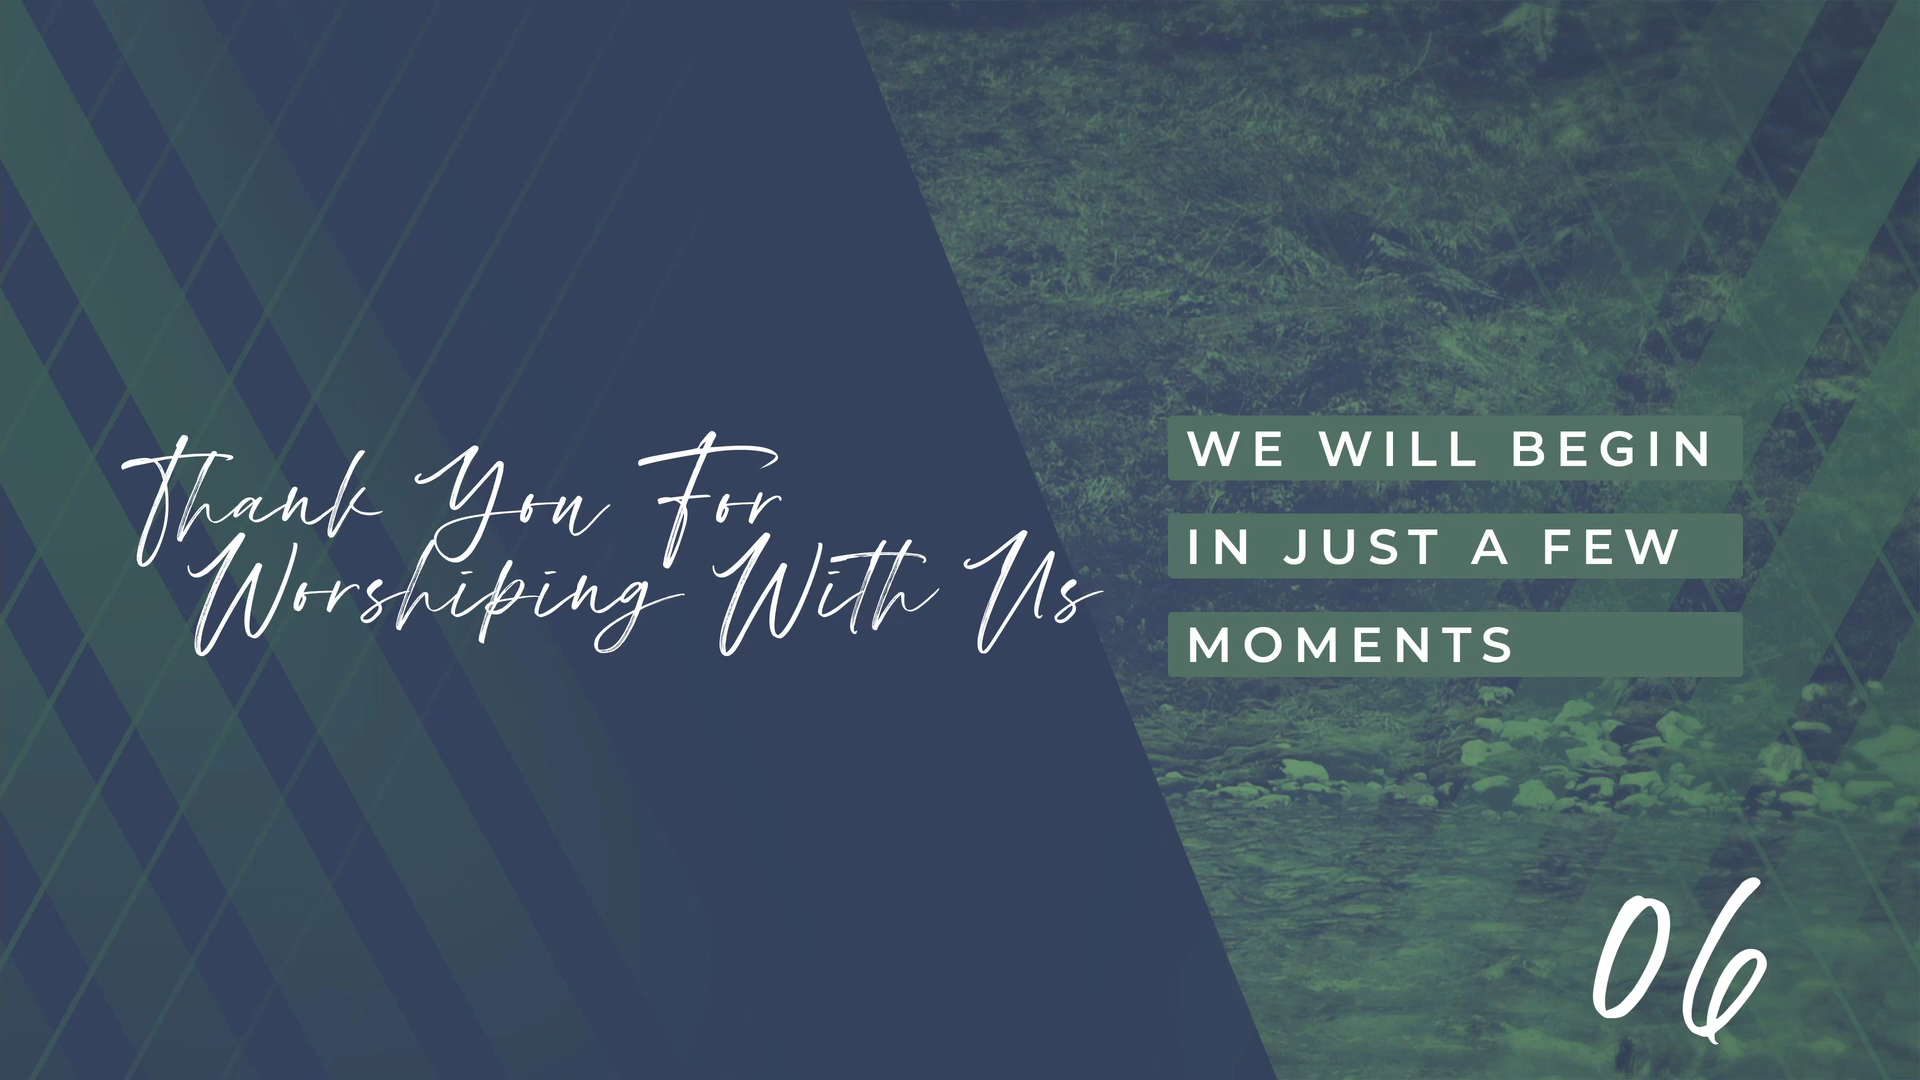 Thank You For
Worshiping With Us
WE WILL BEGIN
IN JUST A FEW
MOMENTS
06